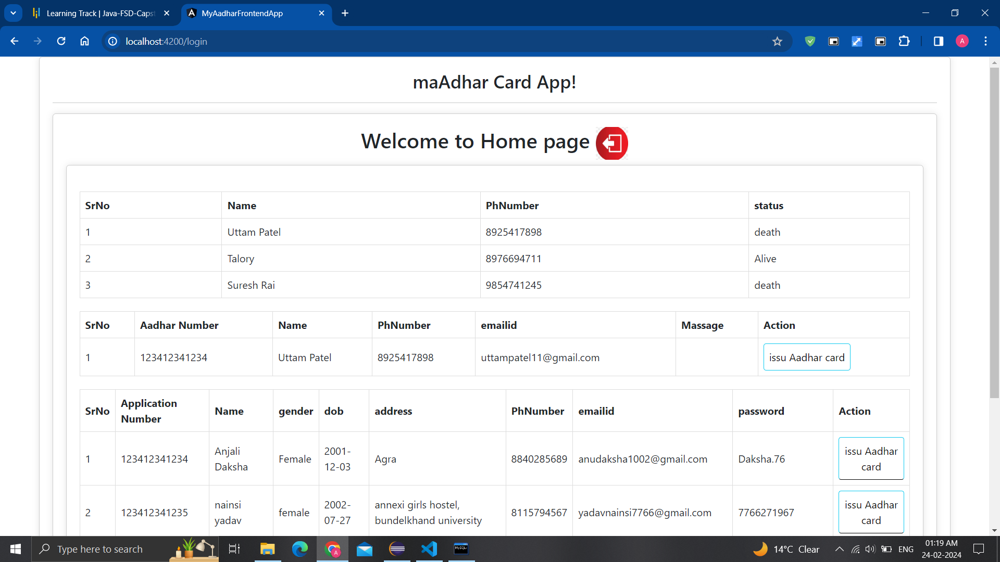 Learning Track | Java-FSD-Capst
MyAadharFrontendApp
localhost:4200/login
A
maAdhar Card App!
Welcome to Home page
SrNo Name PhNumber status
1 Uttam Patel 8925417898 death
2 Talory 8976694711 Alive
3 Suresh Rai 9854741245 death
SrNo Aadhar Number Name PhNumber emailid Massage Action
1 123412341234 Uttam Patel 8925417898 uttampatel11@gmail.com issu Aadhar card
SrNo Application Number Name gender dob address PhNumber emailid password Action
1 123412341234 Anjali Daksha Female 2001-12-03 Agra 8840285689 anudaksha1002@gmail.com Daksha.76 issu Aadhar card
2 123412341235 nainsi yadav female 2002-07-27 annexi girls hostel, bundelkhand university 8115794567 yadavnainsi7766@gmail.com 7766271967 issu Aadhar card
Type here to search
A
MySQL
14°C Clear
ENG
01:19 AM
24-02-2024